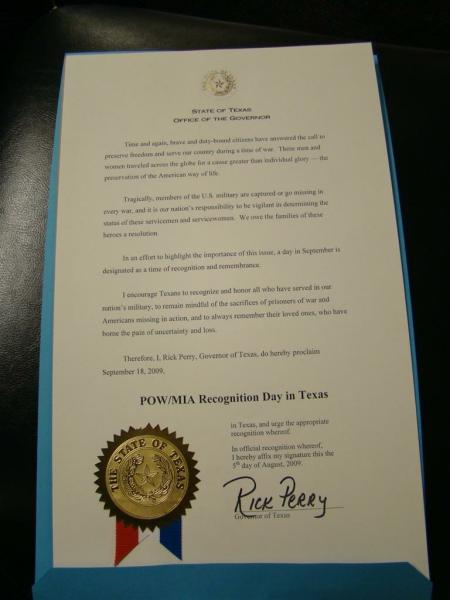 STATE OF TEXAS
OFFICE OF THE GOVERNOR
Time and again, brave and duty-bound citizens have answered the call to
preserve freedom and serve our country during a time of war. These men and
women traveled across the globe for a cause greater than individual glory — the
preservation of the American way of life.
Tragically, members of the U.S. military are captured or go missing in
every war, and it is our nation's responsibility to be vigilant in determining the
status of these servicemen and servicewomen. We owe the families of these
heroes a resolution.
In an effort to highlight the importance of this issue, a day in September is
designated as a time of recognition and remembrance.
I encourage Texans to recognize and honor all who have served in our
nation's military, to remain mindful of the sacrifices of prisoners of war and
Americans missing in action, and to always remember their loved ones, who have
borne the pain of uncertainty and loss.
Therefore, I, Rick Perry, Governor of Texas, do hereby proclaim
September 18, 2009,
POW/MIA Recognition Day in Texas
in Texas, and urge the appropriate
recognition whereof.
In official recognition whereof,
I hereby affix my signature this the
5th day of August, 2009.
THE STATE OF TEXAS
RICK PERRY
Governor of Texas